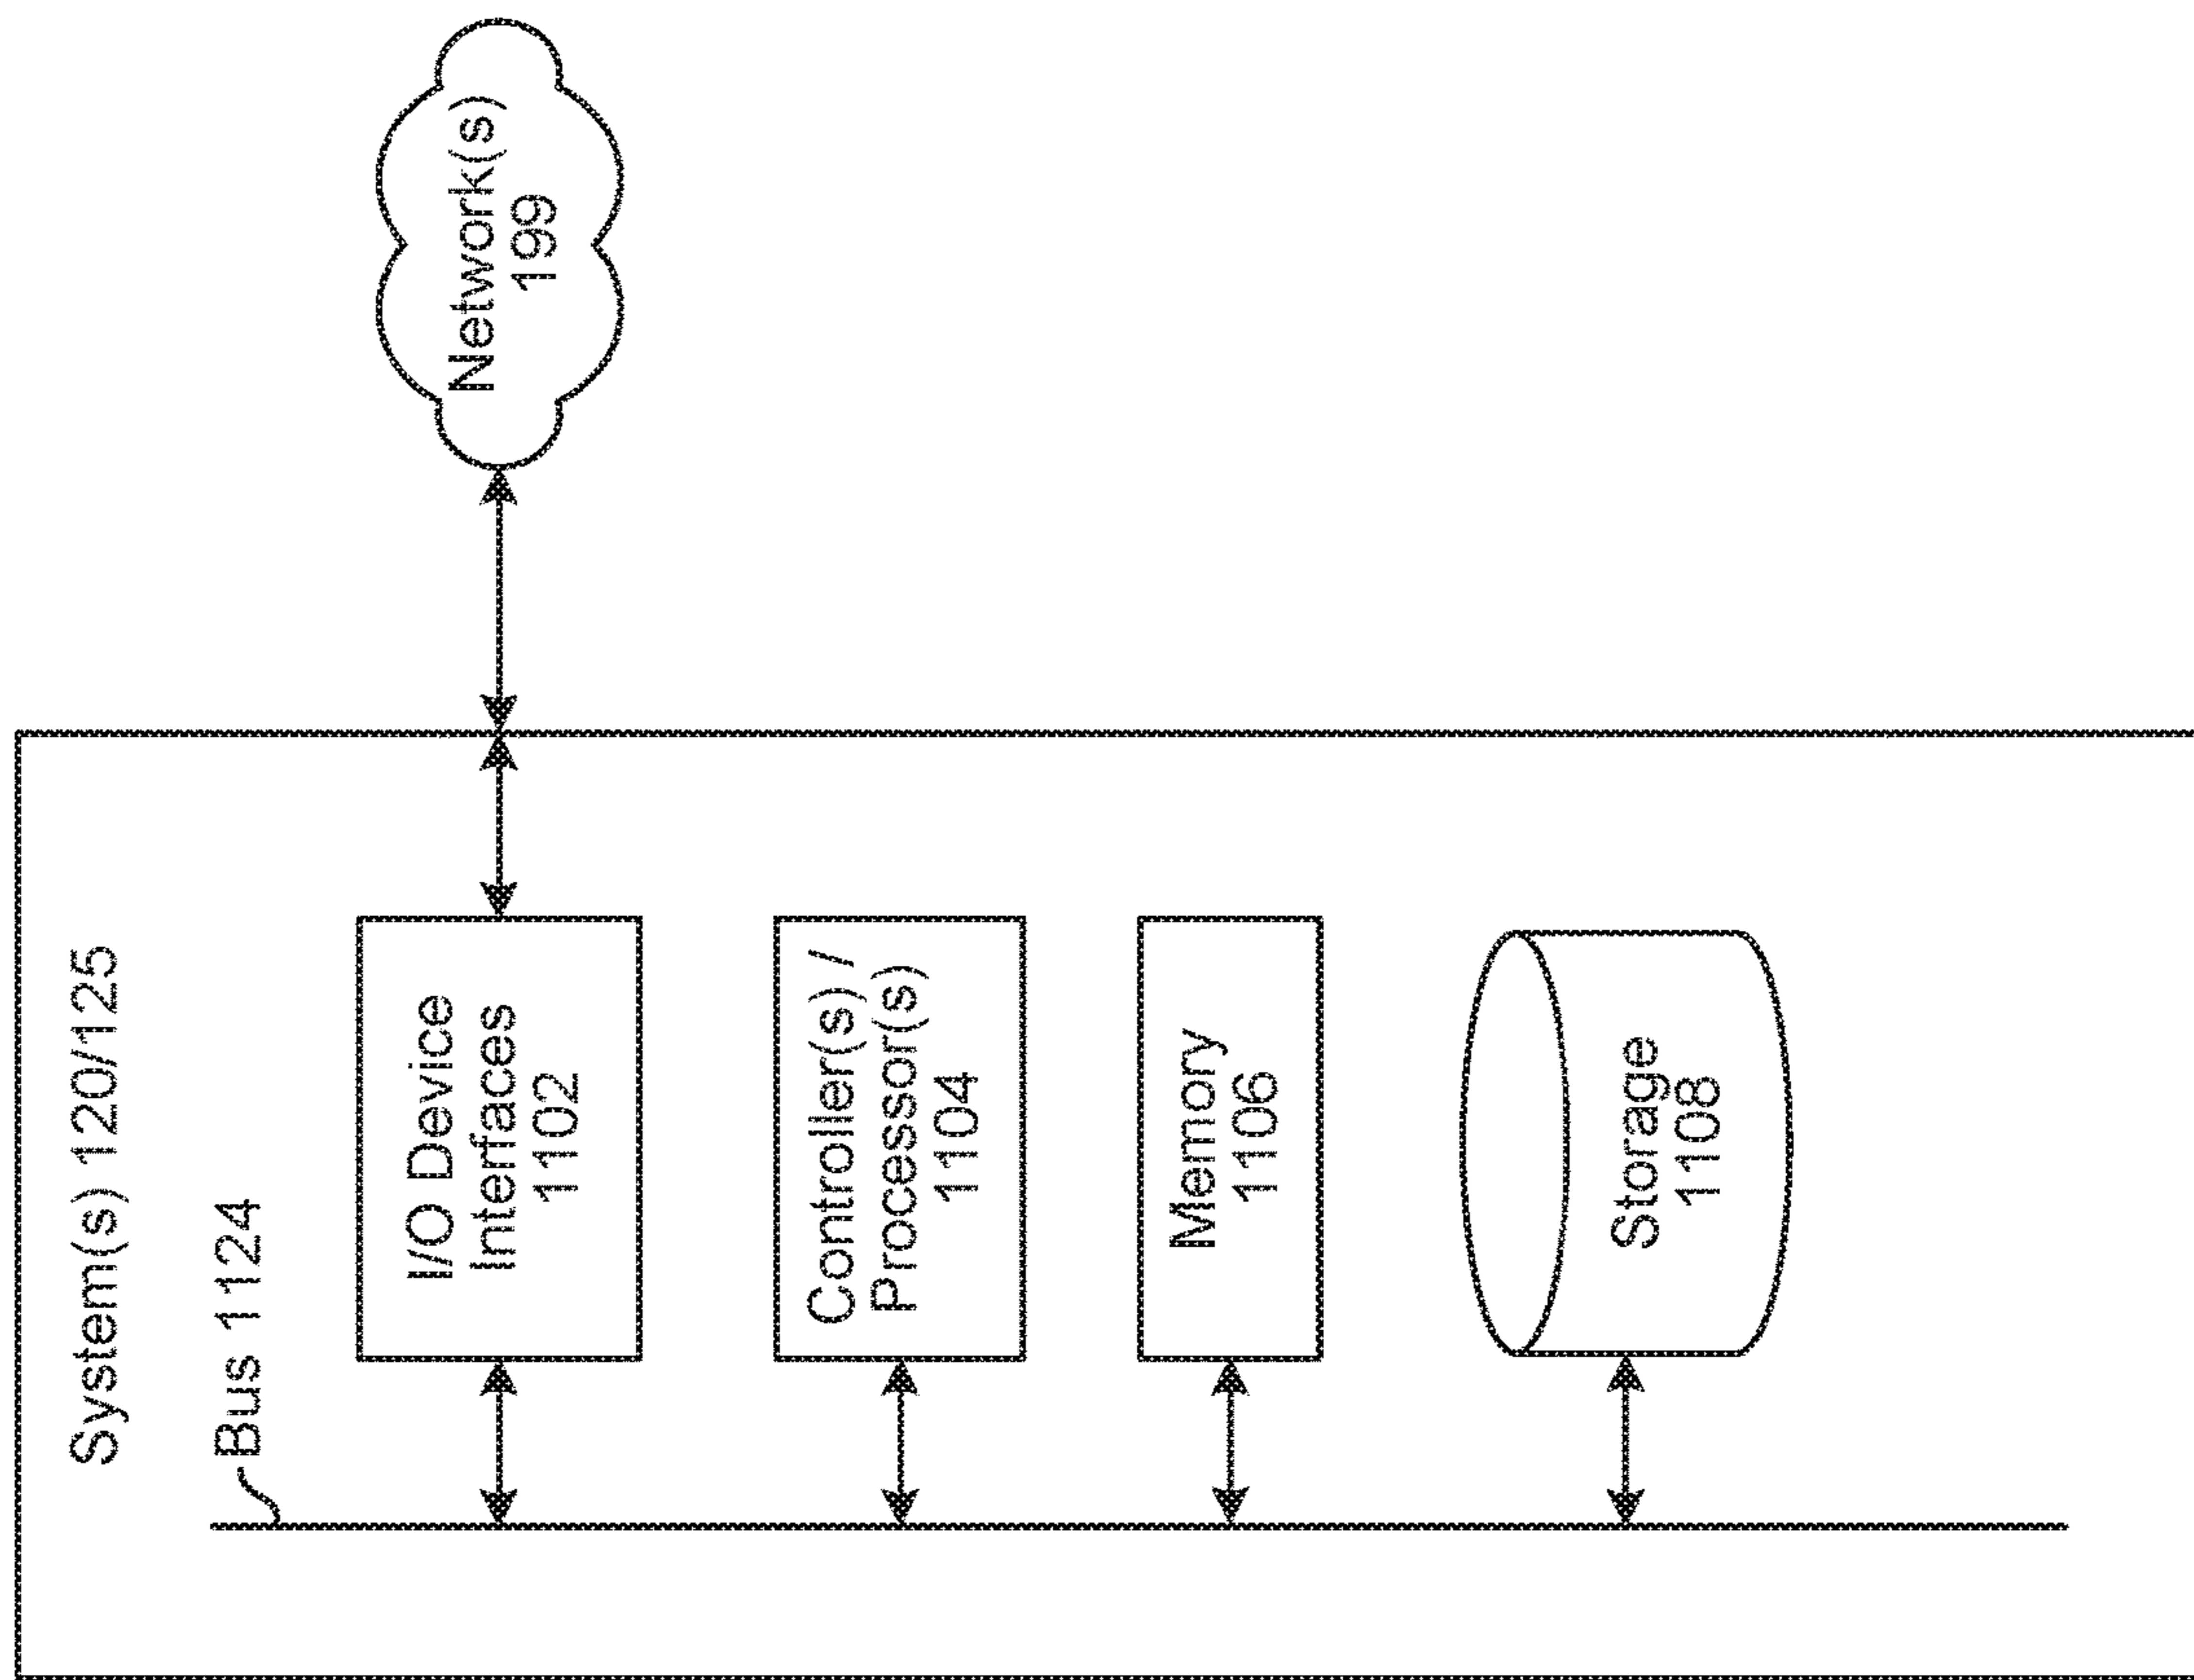 System(s) 120/125
Bus 1124
I/O Device
Interfaces
1102
Network(s)
199
Controller(s) /
Processor(s)
1104
Memory
1106
Storage
1108